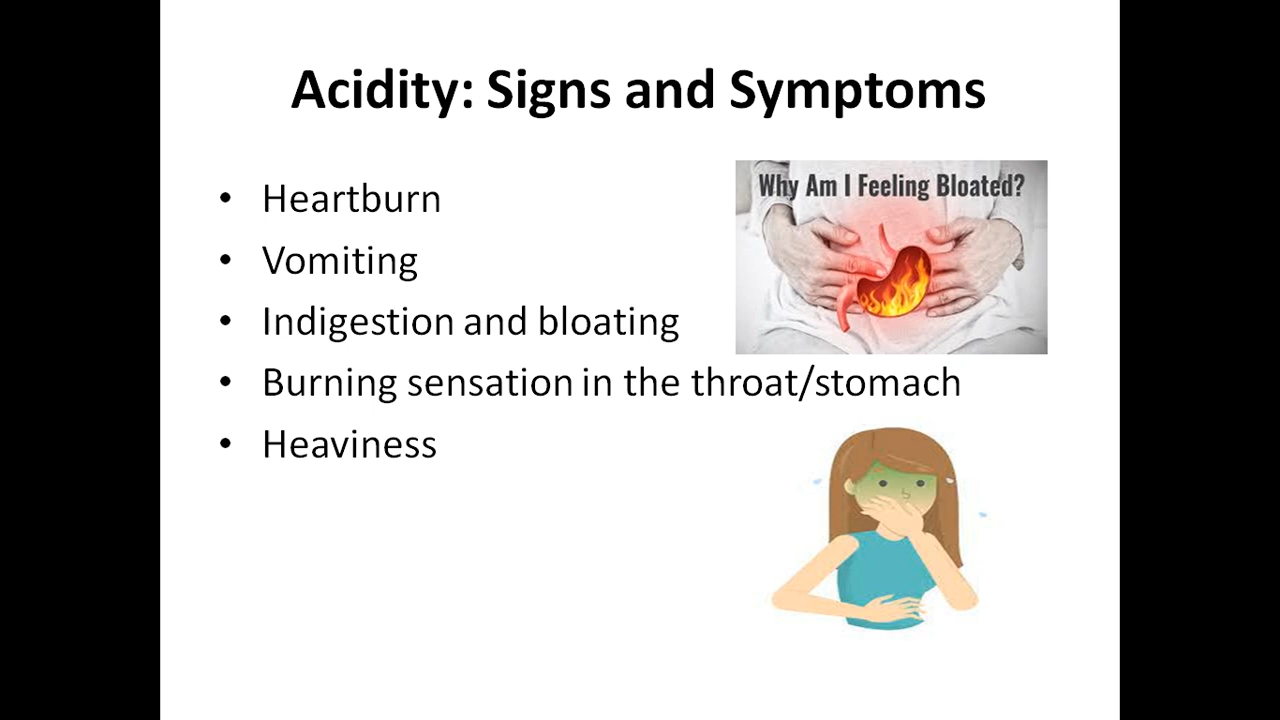 Acidity: Signs and Symptoms
• Heartburn
• Vomiting
• Indigestion and bloating
• Burning sensation in the throat/stomach
• Heaviness
Why Am I Feeling Bloated?